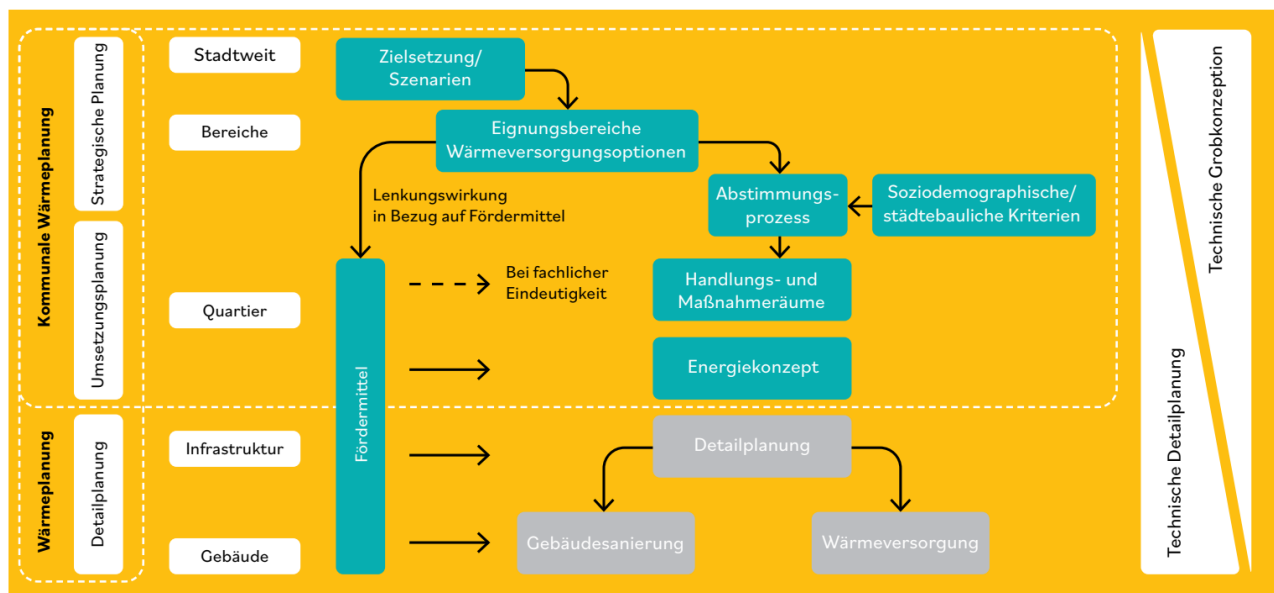 Kommunale Wärmeplanung
Strategische Planung
Umsetzungsplanung
Wärmeplanung
Detailplanung
Stadtweit
Bereiche
Quartier
Infrastruktur
Gebäude
Zielsetzung/
Szenarien
Eignungsbereiche
Wärmeversorgungsoptionen
Lenkungswirkung
in Bezug auf Fördermittel
Abstimmungs-
prozess
Soziodemographische/
städtebauliche Kriterien
Fördermittel
Bei fachlicher
Eindeutigkeit
Handlungs- und
Maßnahmeräume
Energiekonzept
Detailplanung
Gebäudesanierung
Wärmeversorgung
Technische Grobkonzeption
Technische Detailplanung